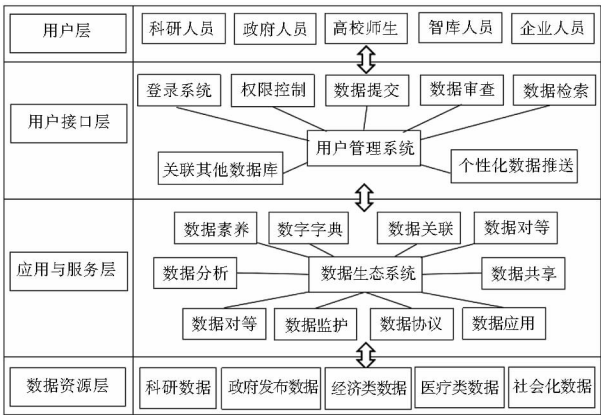 用户层
科研人员
政府人员
高校师生
智库人员
企业人员
用户接口层
登录系统
权限控制
数据提交
数据审查
数据检索
用户管理系统
关联其他数据库
个性化数据推送
应用与服务层
数据素养
数字字典
数据关联
数据对等
数据分析
数据生态系统
数据共享
数据对等
数据监护
数据协议
数据应用
数据资源层
科研数据
政府发布数据
经济类数据
医疗类数据
社会化数据